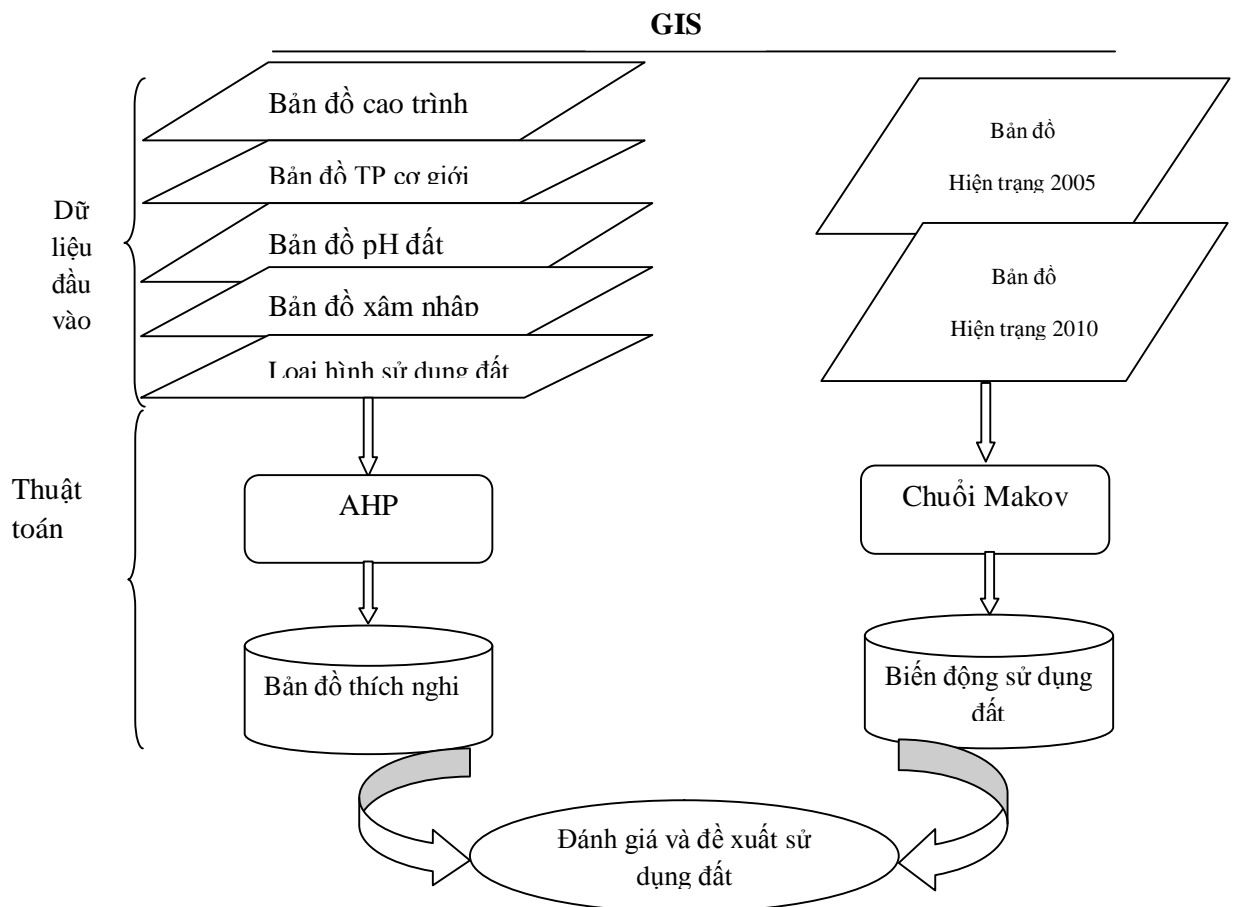 GIS
Bản đồ cao trình
Bản đồ TP cơ giới
Bản đồ pH đất
Bản đồ xâm nhập
Loại hình sử dụng đất
Dữ
liệu
đầu
vào
Bản đồ
Hiện trạng 2005
Bản đồ
Hiện trạng 2010
Thuật
toán
AHP
Chuổi Makov
Bản đồ thích nghi
Biến động sử dụng
đất
Đánh giá và đề xuất sử
dụng đất